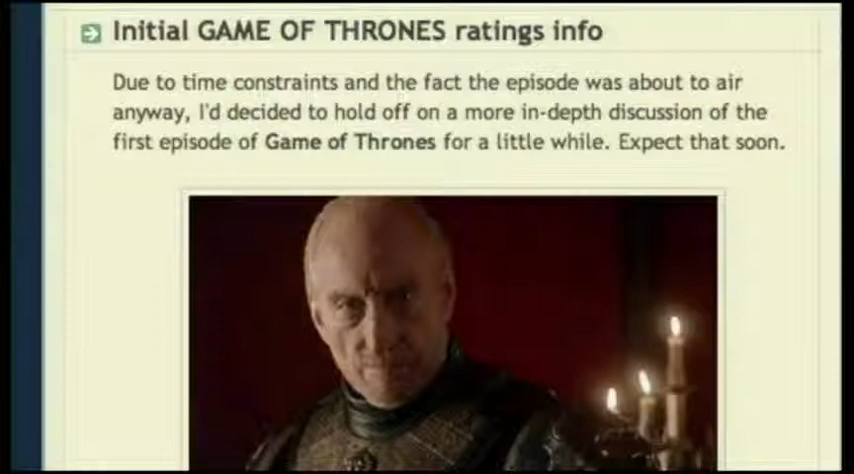 Initial GAME OF THRONES ratings info
Due to time constraints and the fact the episode was about to air
anyway, I'd decided to hold off on a more in-depth discussion of the
first episode of Game of Thrones for a little while. Expect that soon.